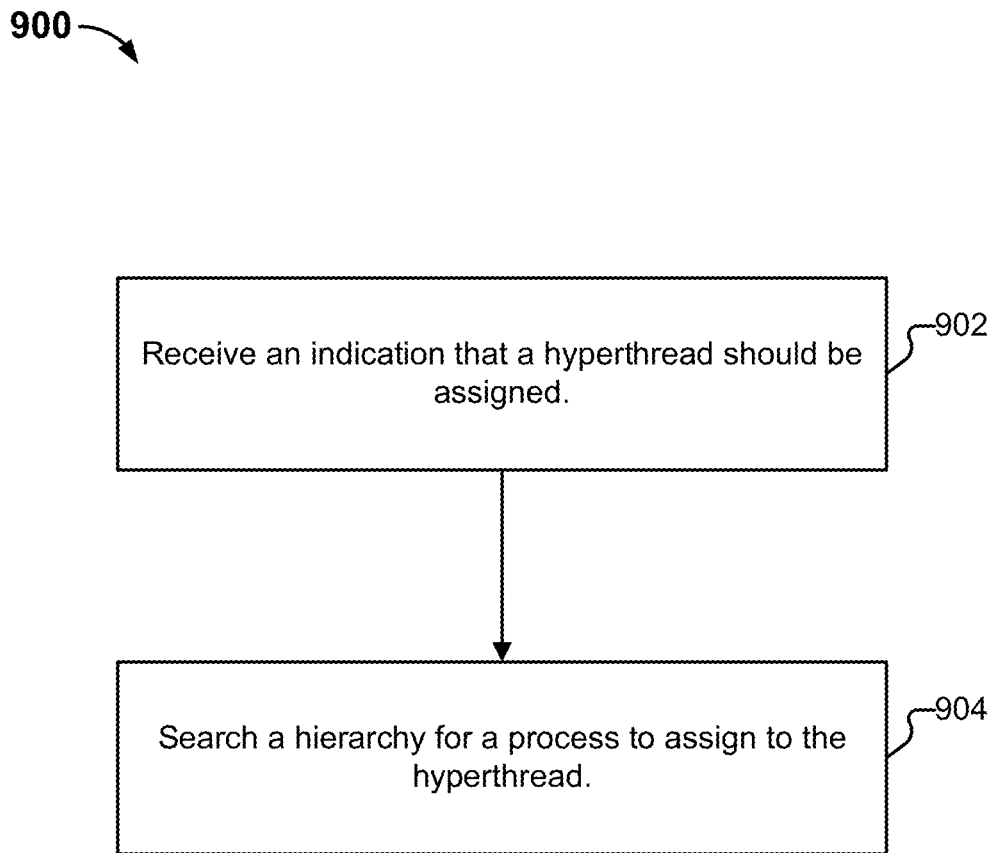 900
Receive an indication that a hyperthread should be
assigned.
902
Search a hierarchy for a process to assign to the
hyperthread.
904